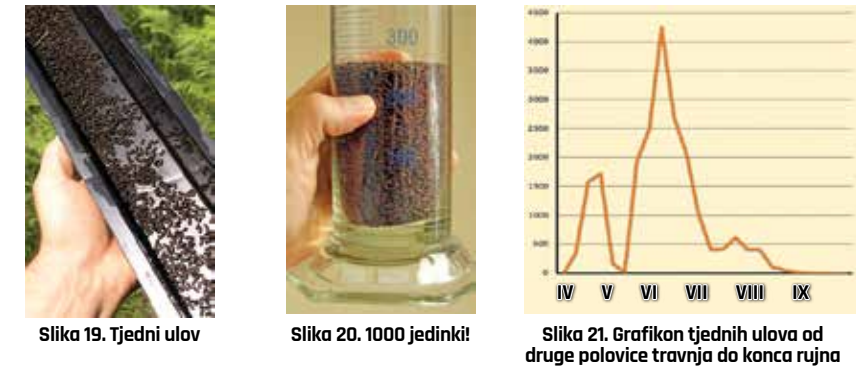 300
4500
4000
3500
3000
2500
2000
1500
1000
500
0
IV V VI VII VIII IX
Slika 19. Tjedni ulov
Slika 20. 1000 jedinki!
Slika 21. Grafikon tjednih ulova od
druge polovice travnja do konca rujna